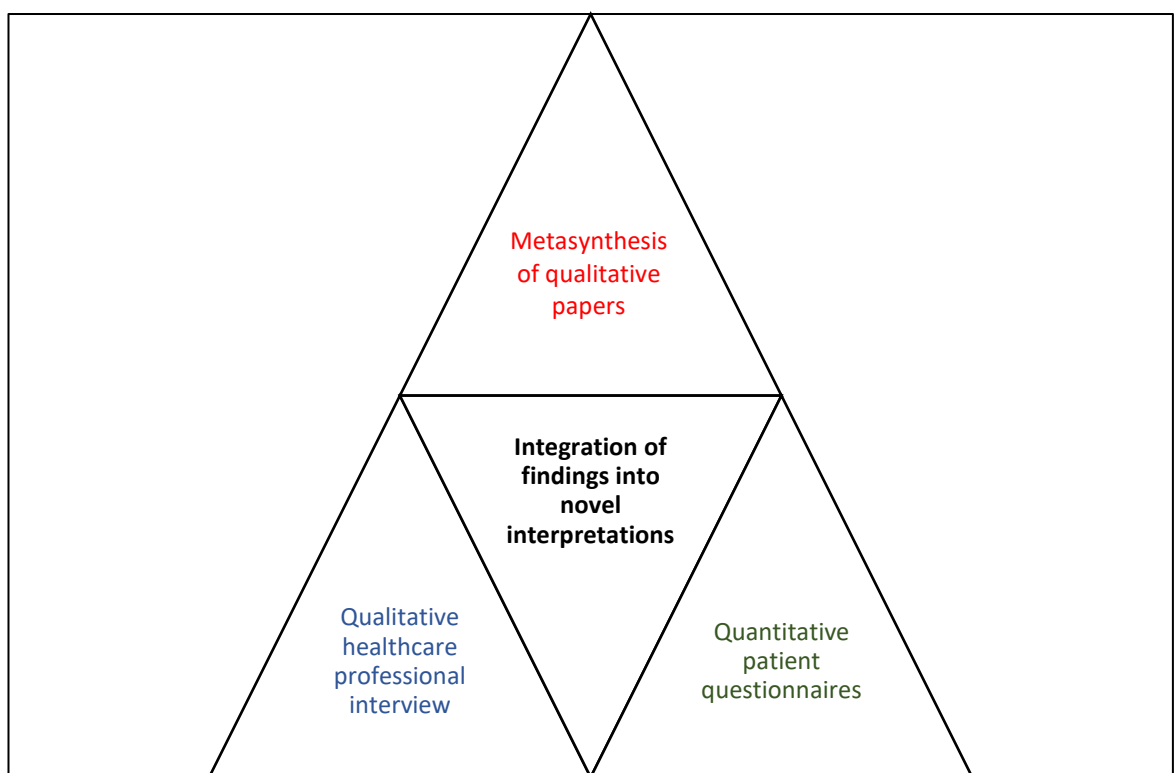 Metasynthesis
of qualitative
papers
Integration of
findings into
novel
interpretations
Qualitative
healthcare
professional
interview
Quantitative
patient
questionnaires